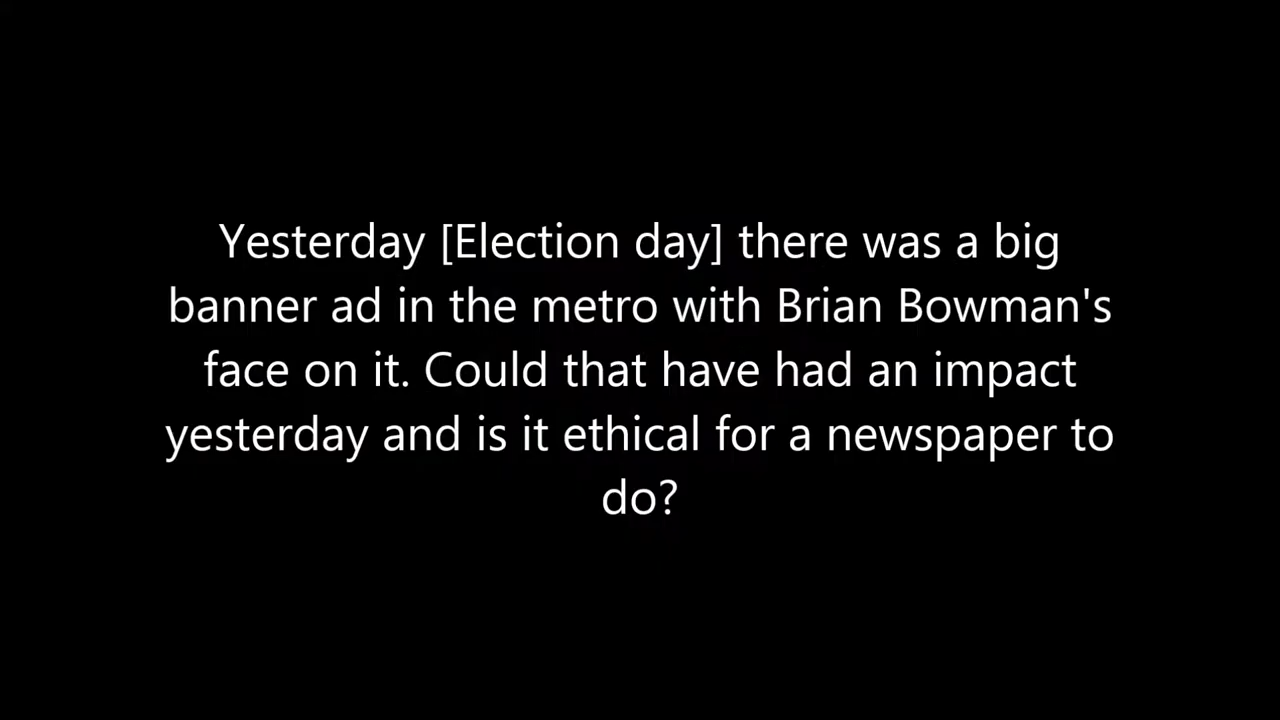 Yesterday [Election day] there was a big
banner ad in the metro with Brian Bowman's
face on it. Could that have had an impact
yesterday and is it ethical for a newspaper to
do?